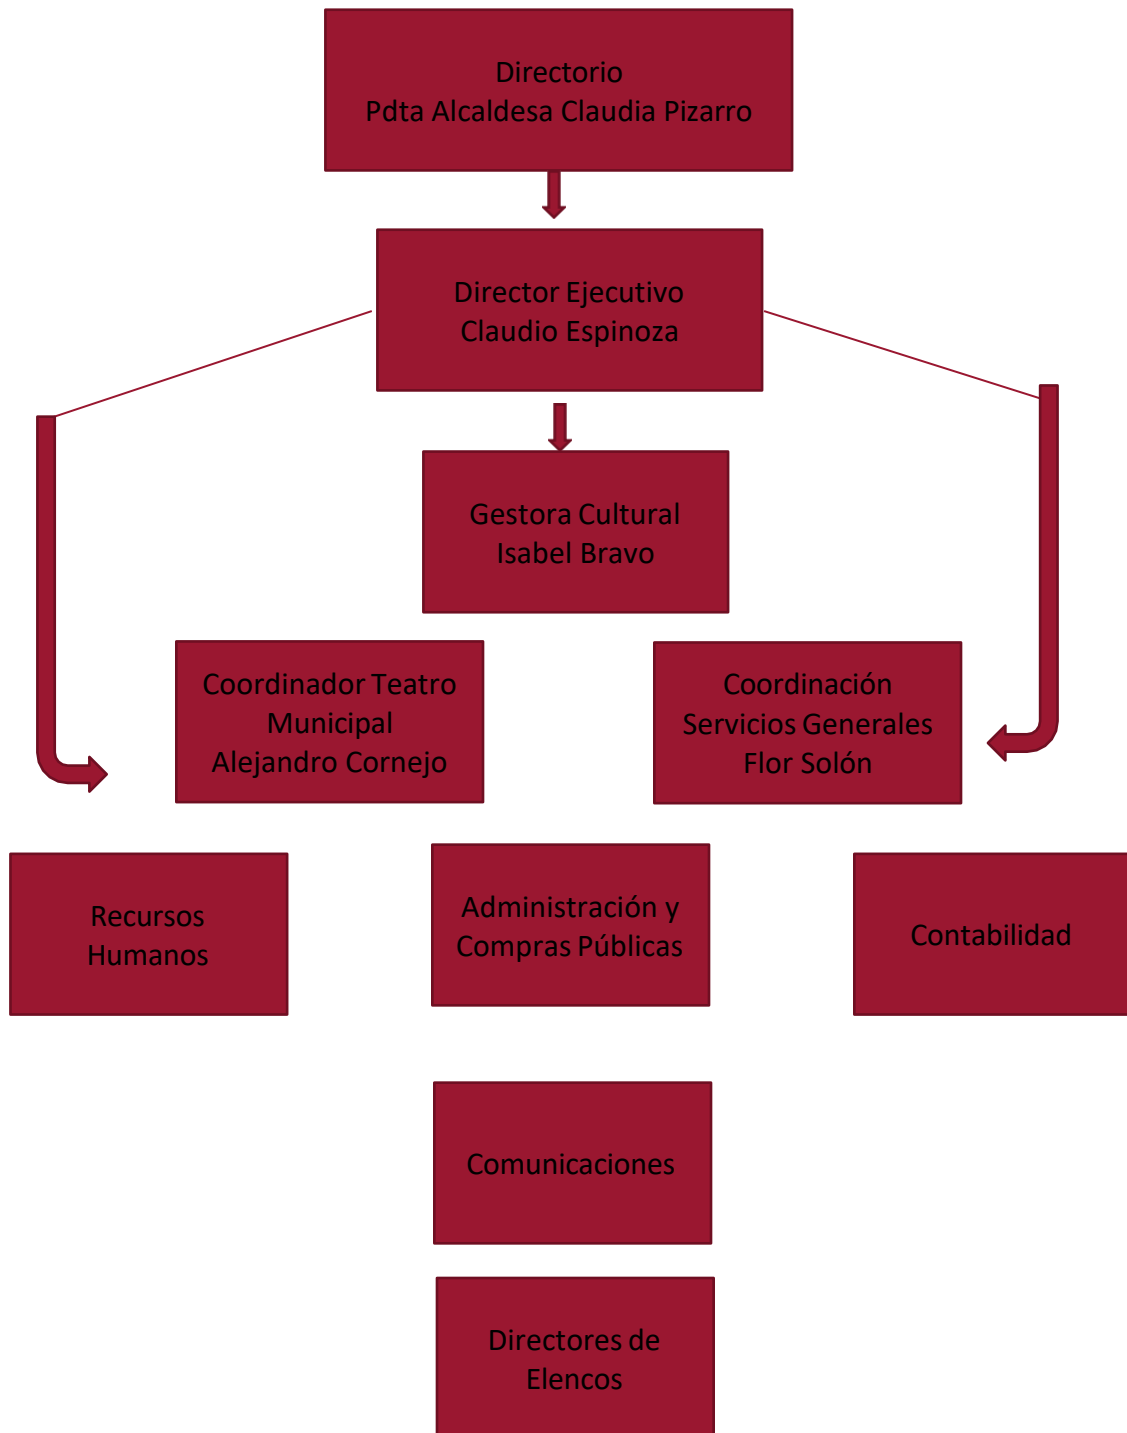 Directorio
Pdta Alcaldesa Claudia Pizarro
Director Ejecutivo
Claudio Espinoza
Gestora Cultural
Isabel Bravo
Coordinador Teatro
Municipal
Alejandro Cornejo
Coordinación
Servicios Generales
Flor Solón
Recursos
Humanos
Administración y
Compras Públicas
Contabilidad
Comunicaciones
Directores de
Elencos